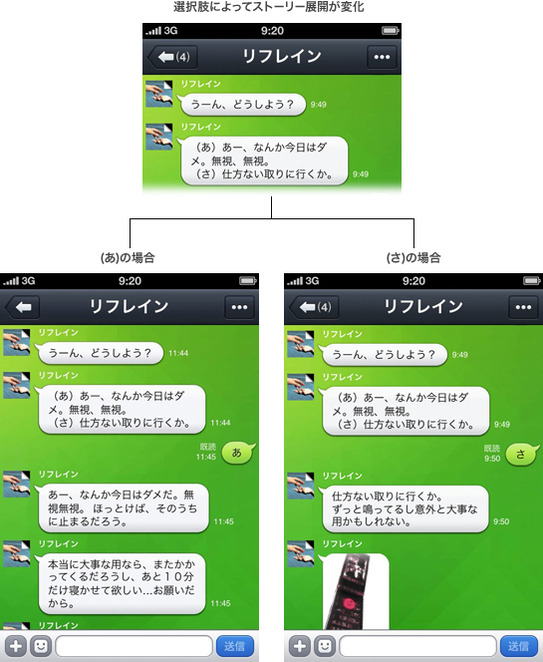 選択肢によってストーリー展開が変化
3G 9:20
(4) リフレイン
リフレイン
うーん、どうしよう？ 9:49
（あ）あー、なんか今日はダ
メ。無視、無視。
（さ）仕方ない取りに行くか。 9:49
リフレイン
(あ)の場合
3G 9:20
リフレイン
リフレイン
うーん、どうしよう？ 11:44
リフレイン
（あ）あー、なんか今日はダ
メ。無視、無視。
（さ）仕方ない取りに行くか。 11:44
既読
11:45 あ
リフレイン
あー、なんか今日はダメだ。無
視無視。 ほっとけば、そのうち
に止まるだろう。 11:45
リフレイン
本当に大事な用なら、またかか
ってくるだろうし、あと１０分
だけ寝かせて欲しい…お願いだ
から。 11:45
リフレイン
送信
(さ)の場合
3G 9:20
(4) リフレイン
リフレイン
うーん、どうしよう？ 9:49
リフレイン
（あ）あー、なんか今日はダ
メ。無視、無視。
（さ）仕方ない取りに行くか。 9:49
既読
9:50 さ
リフレイン
仕方ない取りに行くか。
ずっと鳴ってるし意外と大事な
用かもしれない。 9:50
リフレイン
送信